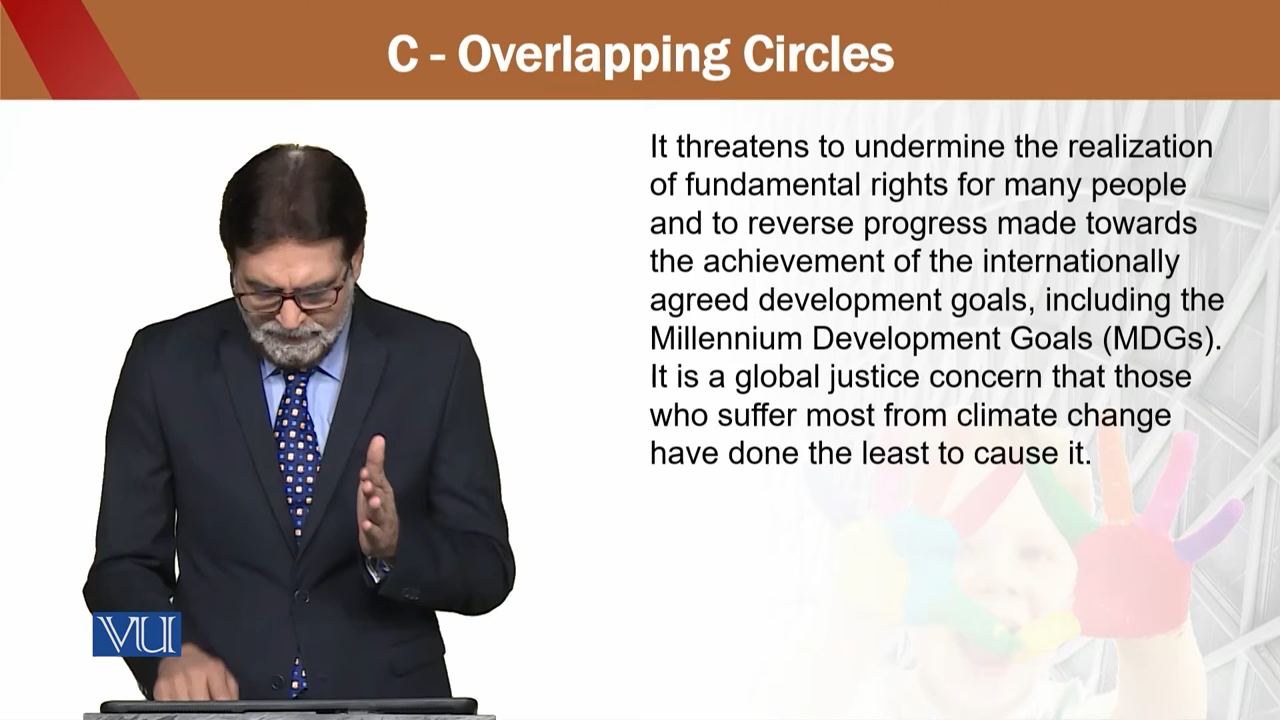 C - Overlapping Circles
It threatens to undermine the realization
of fundamental rights for many people
and to reverse progress made towards
the achievement of the internationally
agreed development goals, including the
Millennium Development Goals (MDGs).
It is a global justice concern that those
who suffer most from climate change
have done the least to cause it.
VU